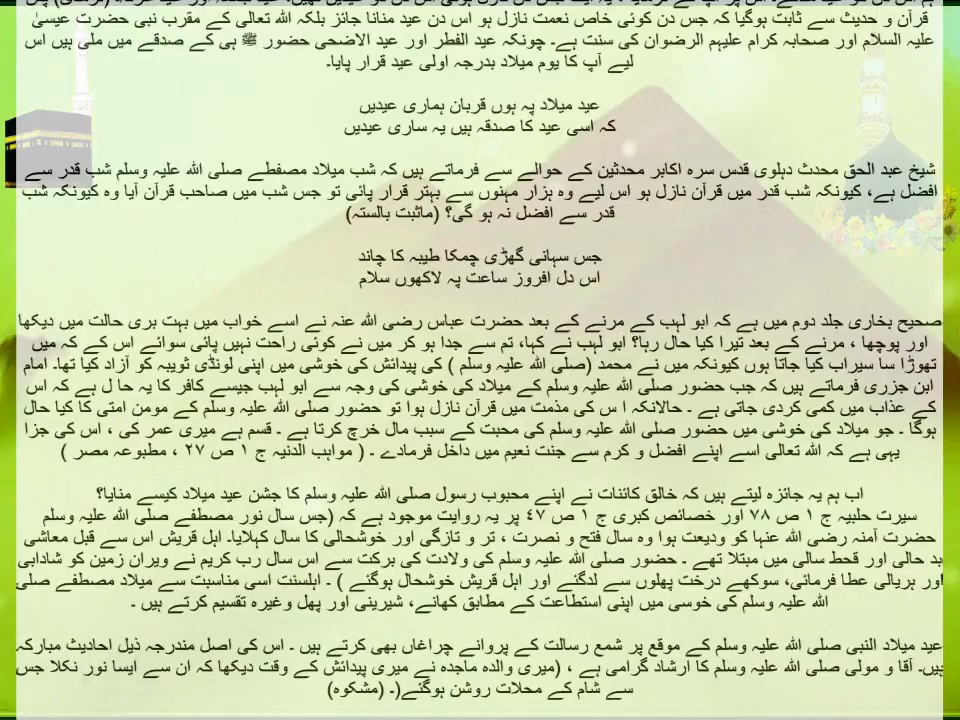 قرآن و حدیث سے ثابت ہوگیا کہ جس دن کوئی خاص نعمت نازل ہو اس دن عید منانا جائز بلکہ اللہ تعالی کے مقرب نبی حضرت عیسیٰ
علیہ السلام اور صحابہ کرام علیہم الرضوان کی سنت ہے۔ چونکہ عید الفطر اور عید الاضحی حضور ﷺ ہی کے صدقے میں ملی ہیں اس
لیے آپ کا یوم میلاد بدرجہ اولی عید قرار پایا۔
عید میلاد پہ ہوں قربان ہماری عیدیں
کہ اسی عید کا صدقہ ہیں یہ ساری عیدیں
شیخ عبد الحق محدث دہلوی قدس سرہ اکابر محدثین کے حوالے سے فرماتے ہیں کہ شب میلاد مصفطے صلی اللہ علیہ وسلم شب قدر سے
افضل ہے، کیونکہ شب قدر میں قرآن نازل ہو اس لیے وہ ہزار مہنوں سے بہتر قرار پائی تو جس شب میں صاحب قرآن آیا وہ کیونکہ شب
قدر سے افضل نہ ہو گی؟ (ماثبت بالستہ)
جس سہانی گھڑی چمکا طیبہ کا چاند
اس دل افروز ساعت پہ لاکھوں سلام
صحیح بخاری جلد دوم میں ہے کہ ابو لہب کے مرنے کے بعد حضرت عباس رضی اللہ عنہ نے اسے خواب میں بہت بری حالت میں دیکھا
اور پوچھا ، مرنے کے بعد تیرا کیا حال رہا؟ ابو لہب نے کہا، تم سے جدا ہو کر میں نے کوئی راحت نہیں پائی سوائے اس کے کہ میں
تھوڑا سا سیراب کیا جاتا ہوں کیونکہ میں نے محمد (صلی اللہ علیہ وسلم ) کی پیدائش کی خوشی میں اپنی لونڈی ثویبہ کو آزاد کیا تھا۔ امام
ابن جزری فرماتے ہیں کہ جب حضور صلی اللہ علیہ وسلم کے میلاد کی خوشی کی وجہ سے ابو لہب جیسے کافر کا یہ حا ل ہے کہ اس
کے عذاب میں کمی کردی جاتی ہے ۔ حالانکہ ا س کی مذمت میں قرآن نازل ہوا تو حضور صلی اللہ علیہ وسلم کے مومن امتی کا کیا حال
ہوگا ۔ جو میلاد کی خوشی میں حضور صلی اللہ علیہ وسلم کی محبت کے سبب مال خرچ کرتا ہے ۔ قسم ہے میری عمر کی ، اس کی جزا
یہی ہے کہ اللہ تعالی اسے اپنے افضل و کرم سے جنت نعیم میں داخل فرمادے ۔ ( مواہب الدنیہ ج ۱ ص ۲۷ ، مطبوعہ مصر )
اب ہم یہ جائزہ لیتے ہیں کہ خالق کائنات نے اپنے محبوب رسول صلی اللہ علیہ وسلم کا جشن عید میلاد کیسے منایا؟
سیرت حلبیہ ج ۱ ص ۷۸ اور خصائص کبری ج ۱ ص ٤۷ پر یہ روایت موجود ہے کہ (جس سال نور مصطفے صلی اللہ علیہ وسلم
حضرت آمنہ رضی اللہ عنہا کو ودیعت ہوا وہ سال فتح و نصرت ، تر و تازگی اور خوشحالی کا سال کہلایا۔ اہل قریش اس سے قبل معاشی
بد حالی اور قحط سالی میں مبتلا تھے ۔ حضور صلی اللہ علیہ وسلم کی ولادت کی برکت سے اس سال رب کریم نے ویران زمین کو شادابی
اور ہریالی عطا فرمائی، سوکھے درخت پھلوں سے لدگئے اور اہل قریش خوشحال ہوگئے ) ۔ اہلسنت اسی مناسبت سے میلاد مصطفے صلی
اللہ علیہ وسلم کی خوسی میں اپنی استطاعت کے مطابق کھانے، شیرینی اور پھل وغیرہ تقسیم کرتے ہیں ۔
عید میلاد النبی صلی اللہ علیہ وسلم کے موقع پر شمع رسالت کے پروانے چراغاں بھی کرتے ہیں ۔ اس کی اصل مندرجہ ذیل احادیث مبارکہ
ہیں۔ آقا و مولی صلی اللہ علیہ وسلم کا ارشاد گرامی ہے ، (میری والدہ ماجدہ نے میری پیدائش کے وقت دیکھا کہ ان سے ایسا نور نکلا جس
سے شام کے محلات روشن ہوگئے(۔ (مشکوہ)